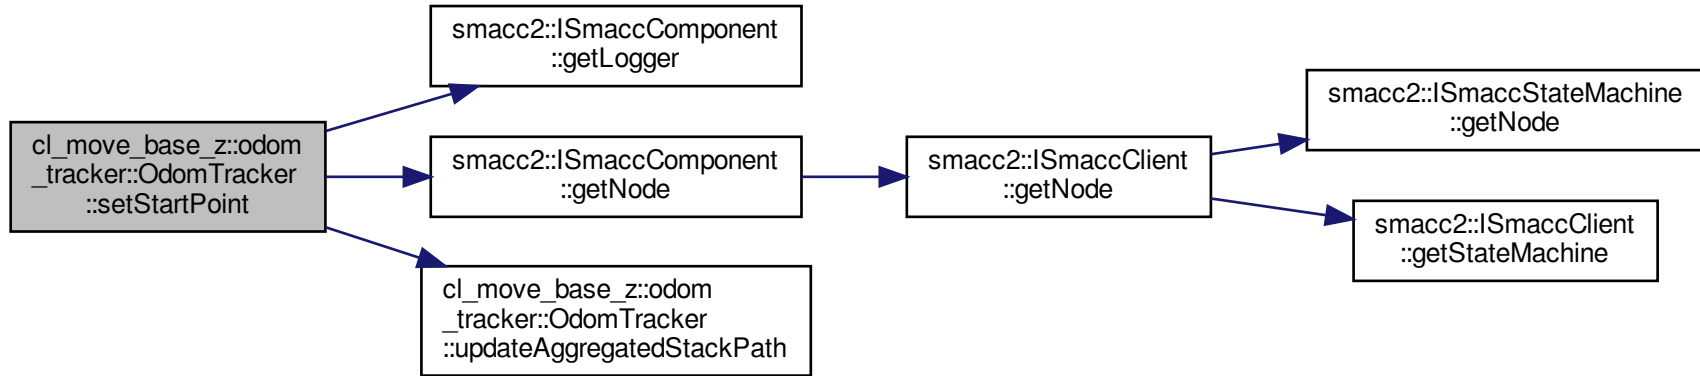 cl_move_base_z::odom
_tracker::OdomTracker
::setStartPoint
smacc2::ISmaccComponent
::getLogger
smacc2::ISmaccComponent
::getNode
cl_move_base_z::odom
_tracker::OdomTracker
::updateAggregatedStackPath
smacc2::ISmaccClient
::getNode
smacc2::ISmaccStateMachine
::getNode
smacc2::ISmaccClient
::getStateMachine